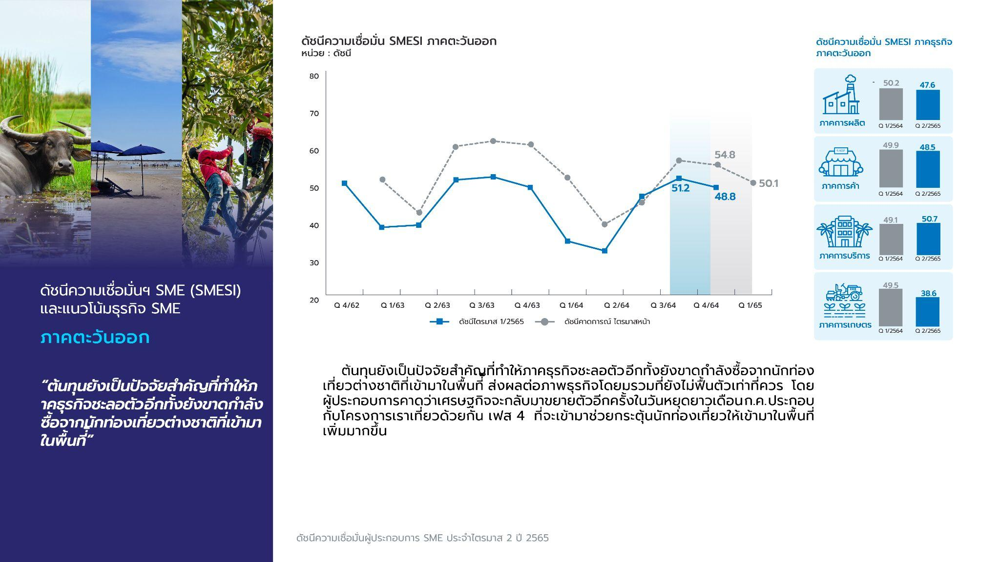 ดัชนีความเชื่อมั่นฯ SME (SMESI)
และแนวโน้มธุรกิจ SME
ภาคตะวันออก
“ต้นทุนยังเป็นปัจจัยสำคัญที่ทำให้ภ
าคธุรกิจชะลอตัวอีกทั้งยังขาดกำลัง
ซื้อจากนักท่องเที่ยวต่างชาติที่เข้ามา
ในพื้นที่”
ดัชนีความเชื่อมั่น SMESI ภาคตะวันออก
หน่วย : ดัชนี
80
70
60
50
40
30
20
54.8
50.1
51.2
48.8
Q 4/62 Q 1/63 Q 2/63 Q 3/63 Q 4/63 Q 1/64 Q 2/64 Q 3/64 Q 4/64 Q 1/65
ดัชนีไตรมาส 1/2565 ดัชนีคาดการณ์ ไตรมาสหน้า
ดัชนีความเชื่อมั่น SMESI ภาคธุรกิจ
ภาคตะวันออก
- 50.2 47.6
ภาคการผลิต
Q 1/2564 Q 2/2565
49.9 48.5
SHOP
ภาคการค้า
Q 1/2564 Q 2/2565
49.1 50.7
ภาคการบริการ
Q 1/2564 Q 2/2565
49.5 38.6
ภาคการเกษตร
Q 1/2564 Q 2/2565
ต้นทุนยังเป็นปัจจัยสำคัญที่ทำให้ภาคธุรกิจชะลอตัวอีกทั้งยังขาดกำลังซื้อจากนักท่อง
เที่ยวต่างชาติที่เข้ามาในพื้นที่ ส่งผลต่อภาพธุรกิจโดยมรวมที่ยังไม่ฟื้นตัวเท่าที่ควร โดย
ผู้ประกอบการคาดว่าเศรษฐกิจจะกลับมาขยายตัวอีกครั้งในวันหยุดยาวเดือนก.ค.ประกอบ
กับโครงการเราเที่ยวด้วยกัน เฟส 4 ที่จะเข้ามาช่วยกระตุ้นนักท่องเที่ยวให้เข้ามาในพื้นที่
เพิ่มมากขึ้น
ดัชนีความเชื่อมั่นผู้ประกอบการ SME ประจำไตรมาส 2 ปี 2565